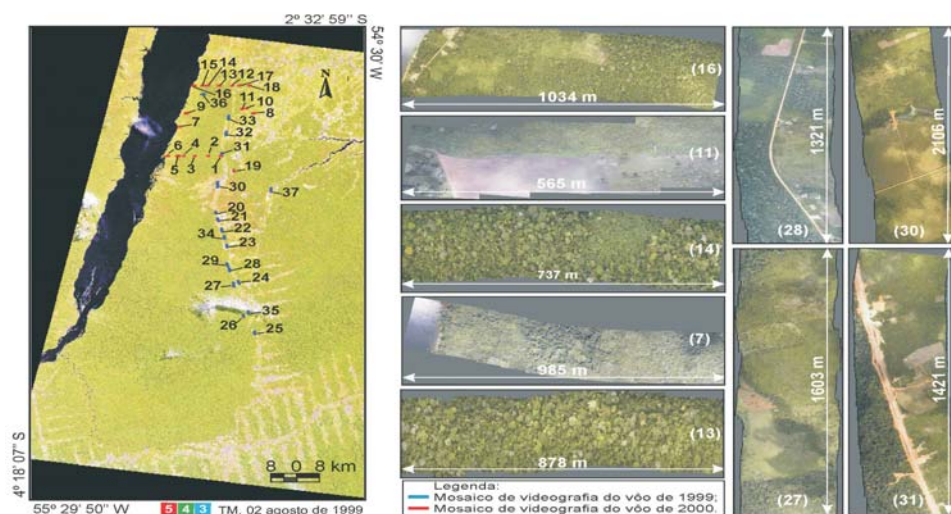 2º 32' 59'' S
54º 30' W
N
15 14
13 12 17
16 18
36
11 10
9 8
33
7
32
6 4 2 31
5 3 1 19
30 37
20
21
22
34 23
29 28
27 24
35
26 25
8 0 8 km
4º 18' 07'' S
55º 29' 50'' W
5 4 3 TM, 02 agosto de 1999
(16)
1034 m
(11)
565 m
(14)
737 m
(7)
985 m
(13)
878 m
Legenda:
Mosaico de videografia do vôo de 1999;
Mosaico de videografia do vôo de 2000.
1321 m
(28)
2106 m
(30)
1603 m
(27)
1421 m
(31)